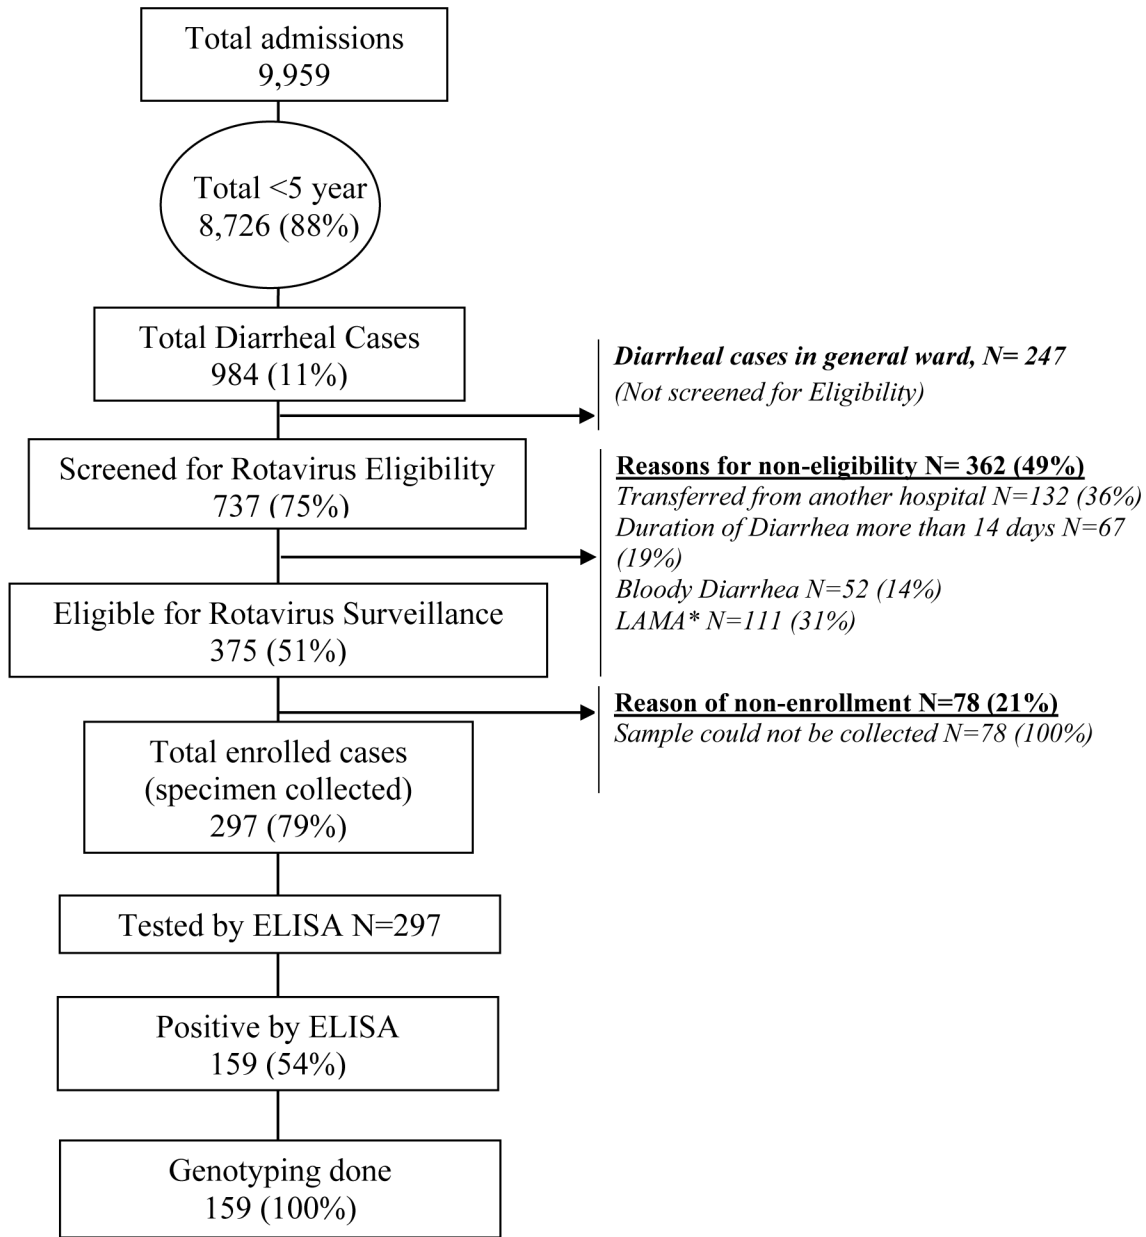 Total admissions
9,959
Total <5 year
8,726 (88%)
Total Diarrheal Cases
984 (11%)
Diarrheal cases in general ward, N= 247
(Not screened for Eligibility)
Screened for Rotavirus Eligibility
737 (75%)
Reasons for non-eligibility N= 362 (49%)
Transferred from another hospital N=132 (36%)
Duration of Diarrhea more than 14 days N=67
(19%)
Bloody Diarrhea N=52 (14%)
LAMA* N=111 (31%)
Eligible for Rotavirus Surveillance
375 (51%)
Reason of non-enrollment N=78 (21%)
Sample could not be collected N=78 (100%)
Total enrolled cases
(specimen collected)
297 (79%)
Tested by ELISA N=297
Positive by ELISA
159 (54%)
Genotyping done
159 (100%)